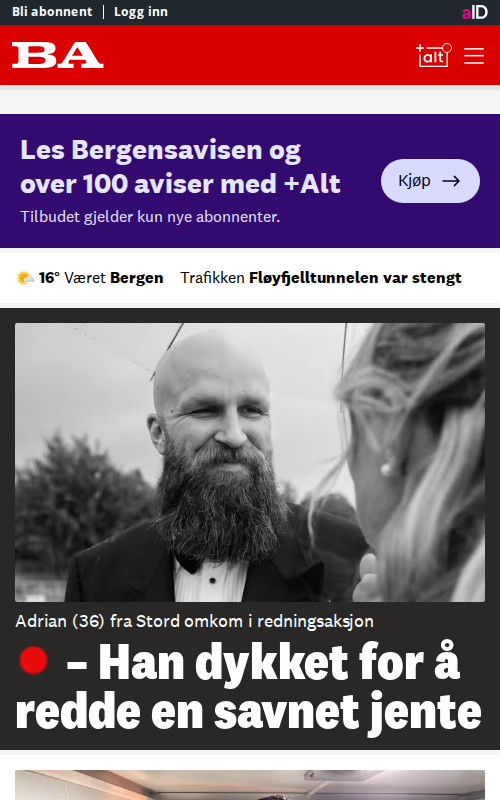 Bli abonnent | Logg inn
aID
BA
+alt
Les Bergensavisen og
over 100 aviser med +Alt
Kjøp →
Tilbudet gjelder kun nye abonnenter.
16° Været Bergen Trafikken Fløyfjelltunnelen var stengt
Adrian (36) fra Stord omkom i redningsaksjon
– Han dykket for å
redde en savnet jente